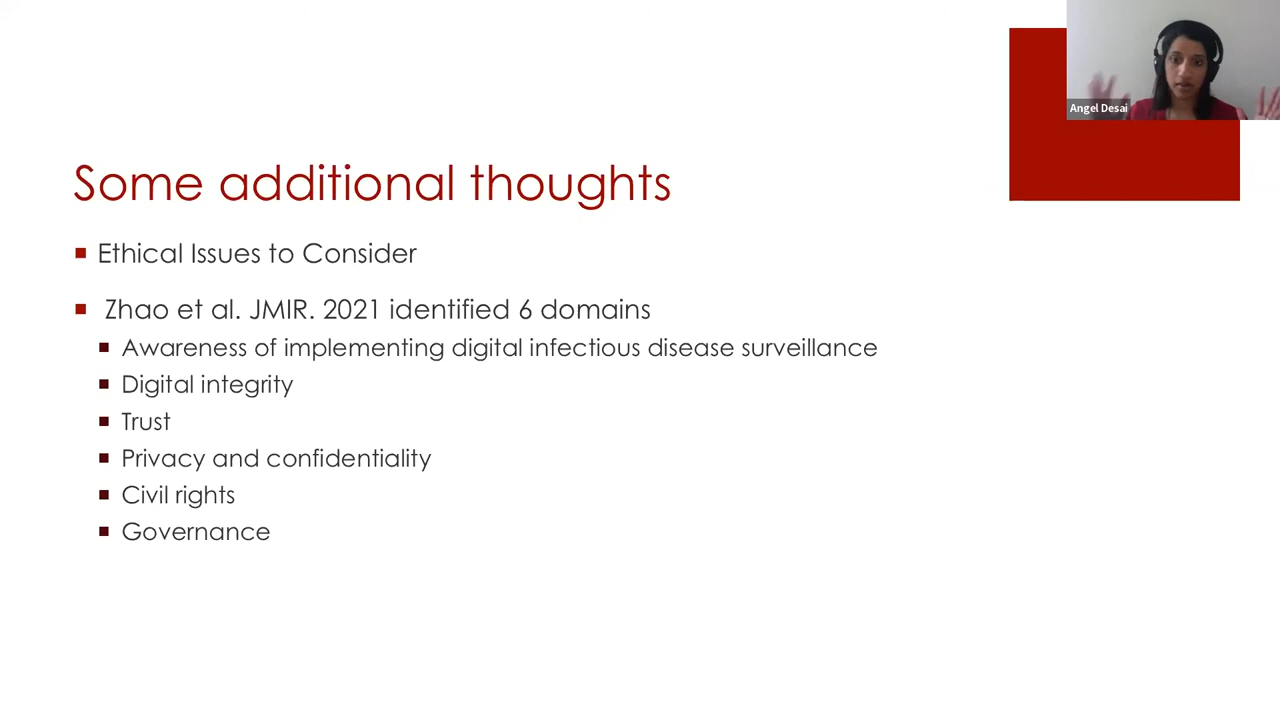 Angel Desai
Some additional thoughts
Ethical Issues to Consider
Zhao et al. JMIR. 2021 identified 6 domains
Awareness of implementing digital infectious disease surveillance
Digital integrity
Trust
Privacy and confidentiality
Civil rights
Governance